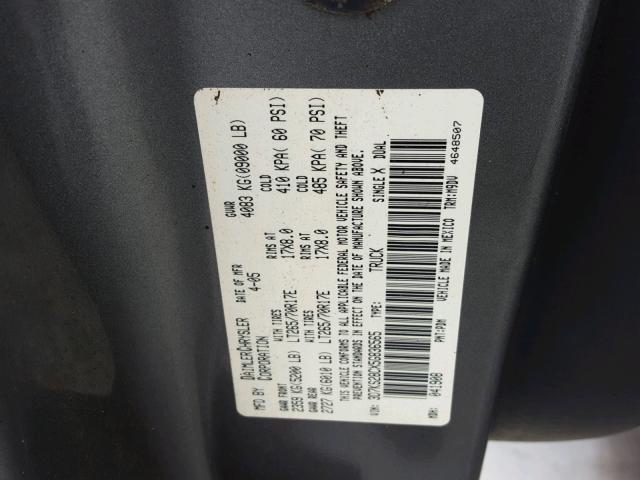 MFD BY DAIMLERCHRYSLER CORPORATION DATE OF MFR 4-05 GVWR 4083 KG(09000 LB)
GAWR FRONT WITH TIRES RIMS AT COLD
2359 KG(5200 LB) LT265/70R17E 17X8.0 410 KPA( 60 PSI)
GAWR REAR WITH TIRES RIMS AT COLD
2727 KG(6010 LB) LT265/70R17E 17X8.0 485 KPA( 70 PSI)
THIS VEHICLE CONFORMS TO ALL APPLICABLE FEDERAL MOTOR VEHICLE SAFETY AND THEFT
PREVENTION STANDARDS IN EFFECT ON THE DATE OF MANUFACTURE SHOWN ABOVE.
VIN: 3D7KS28CX5G836565 TYPE: TRUCK SINGLE X DUAL
MDH: 041908 PNT: PDM VEHICLE MADE IN MEXICO TRM: M9DV 4648507